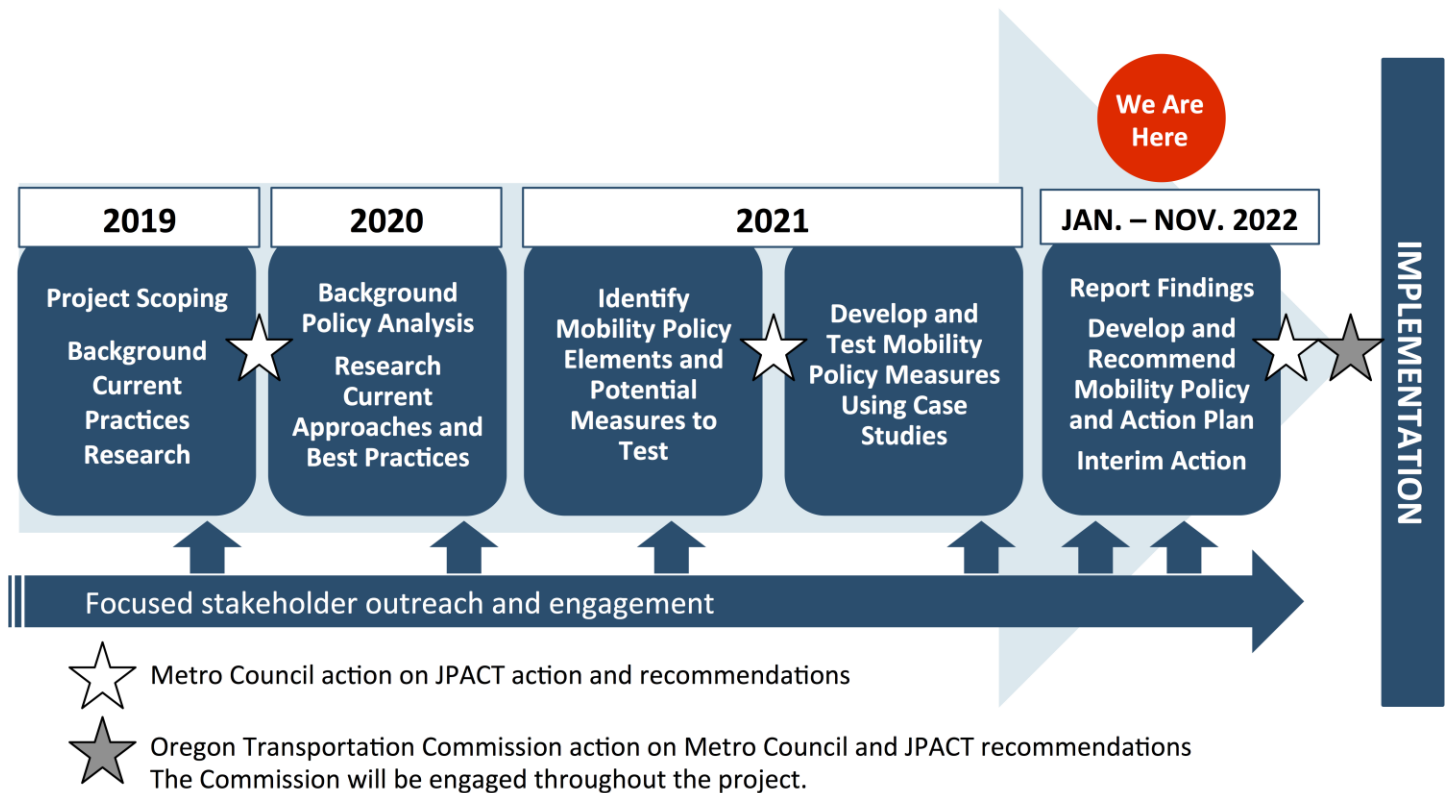 We Are
Here
2019
2020
2021
JAN. – NOV. 2022
Project Scoping
Background
Current
Practices
Research
Background
Policy Analysis
Research
Current
Approaches and
Best Practices
Identify
Mobility Policy
Elements and
Potential
Measures to
Test
Develop and
Test Mobility
Policy Measures
Using Case
Studies
Report Findings
Develop and
Recommend
Mobility Policy
and Action Plan
Interim Action
IMPLEMENTATION
Focused stakeholder outreach and engagement
Metro Council action on JPACT action and recommendations
Oregon Transportation Commission action on Metro Council and JPACT recommendations
The Commission will be engaged throughout the project.